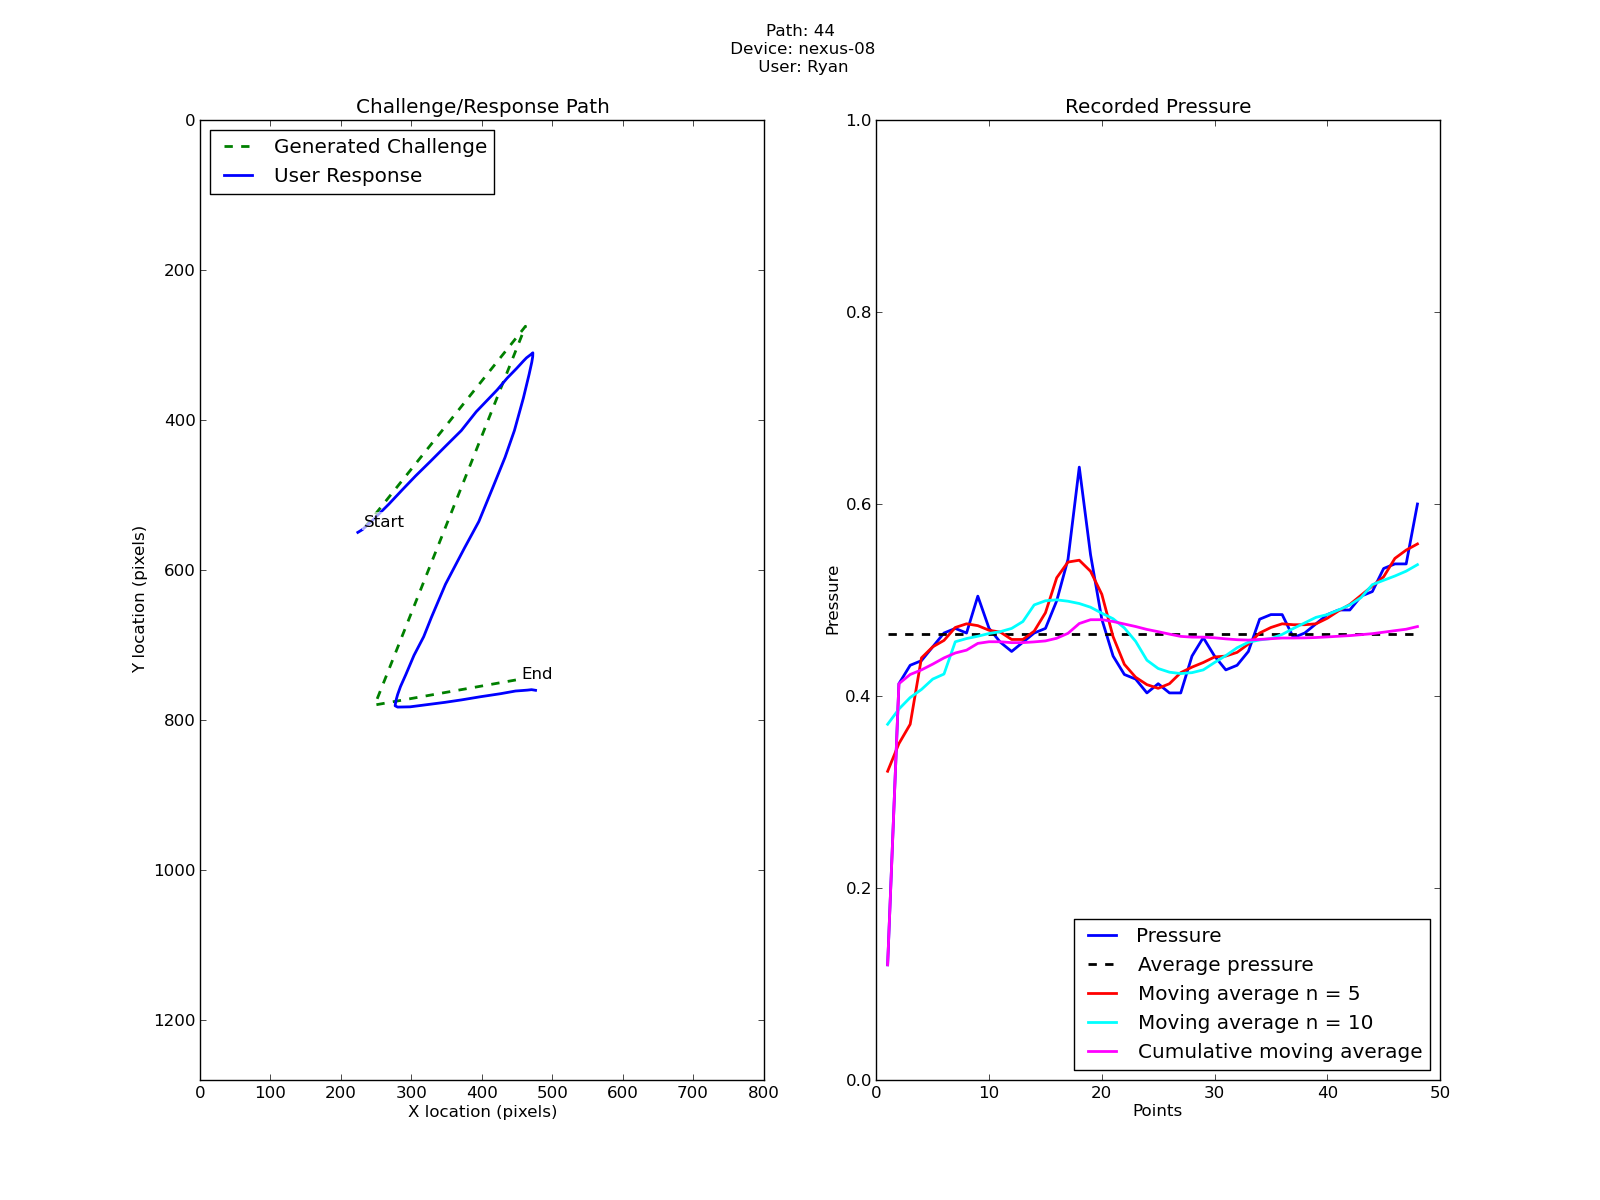 Path: 44
Device: nexus-08
User: Ryan
Challenge/Response Path
0
200
400
600
800
1000
1200
Y location (pixels)
Generated Challenge
User Response
Start
End
0 100 200 300 400 500 600 700 800
X location (pixels)
Recorded Pressure
1.0
0.8
0.6
0.4
0.2
0.0
Pressure
Pressure
Average pressure
Moving average n = 5
Moving average n = 10
Cumulative moving average
0 10 20 30 40 50
Points